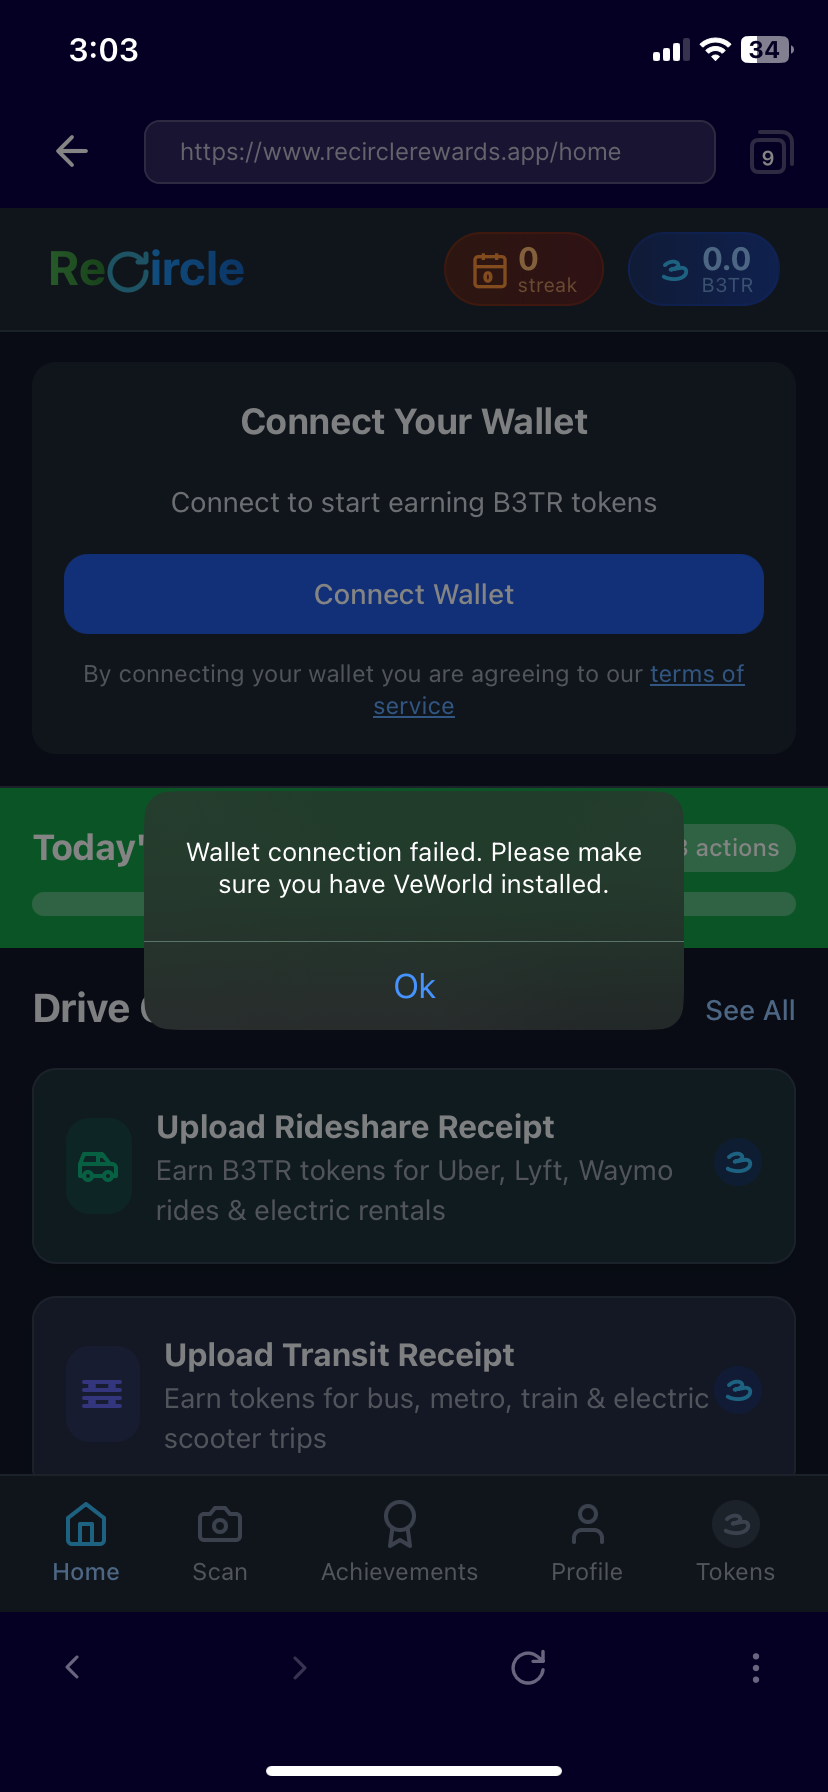 3:03
34
https://www.recirclerewards.app/home
9
ReCircle
0
0
streak
0.0
B3TR
Connect Your Wallet
Connect to start earning B3TR tokens
Connect Wallet
By connecting your wallet you are agreeing to our terms of
service
Today'
actions
Wallet connection failed. Please make
sure you have VeWorld installed.
Ok
Drive
See All
Upload Rideshare Receipt
Earn B3TR tokens for Uber, Lyft, Waymo
rides & electric rentals
Upload Transit Receipt
Earn tokens for bus, metro, train & electric
scooter trips
Home
Scan
Achievements
Profile
Tokens